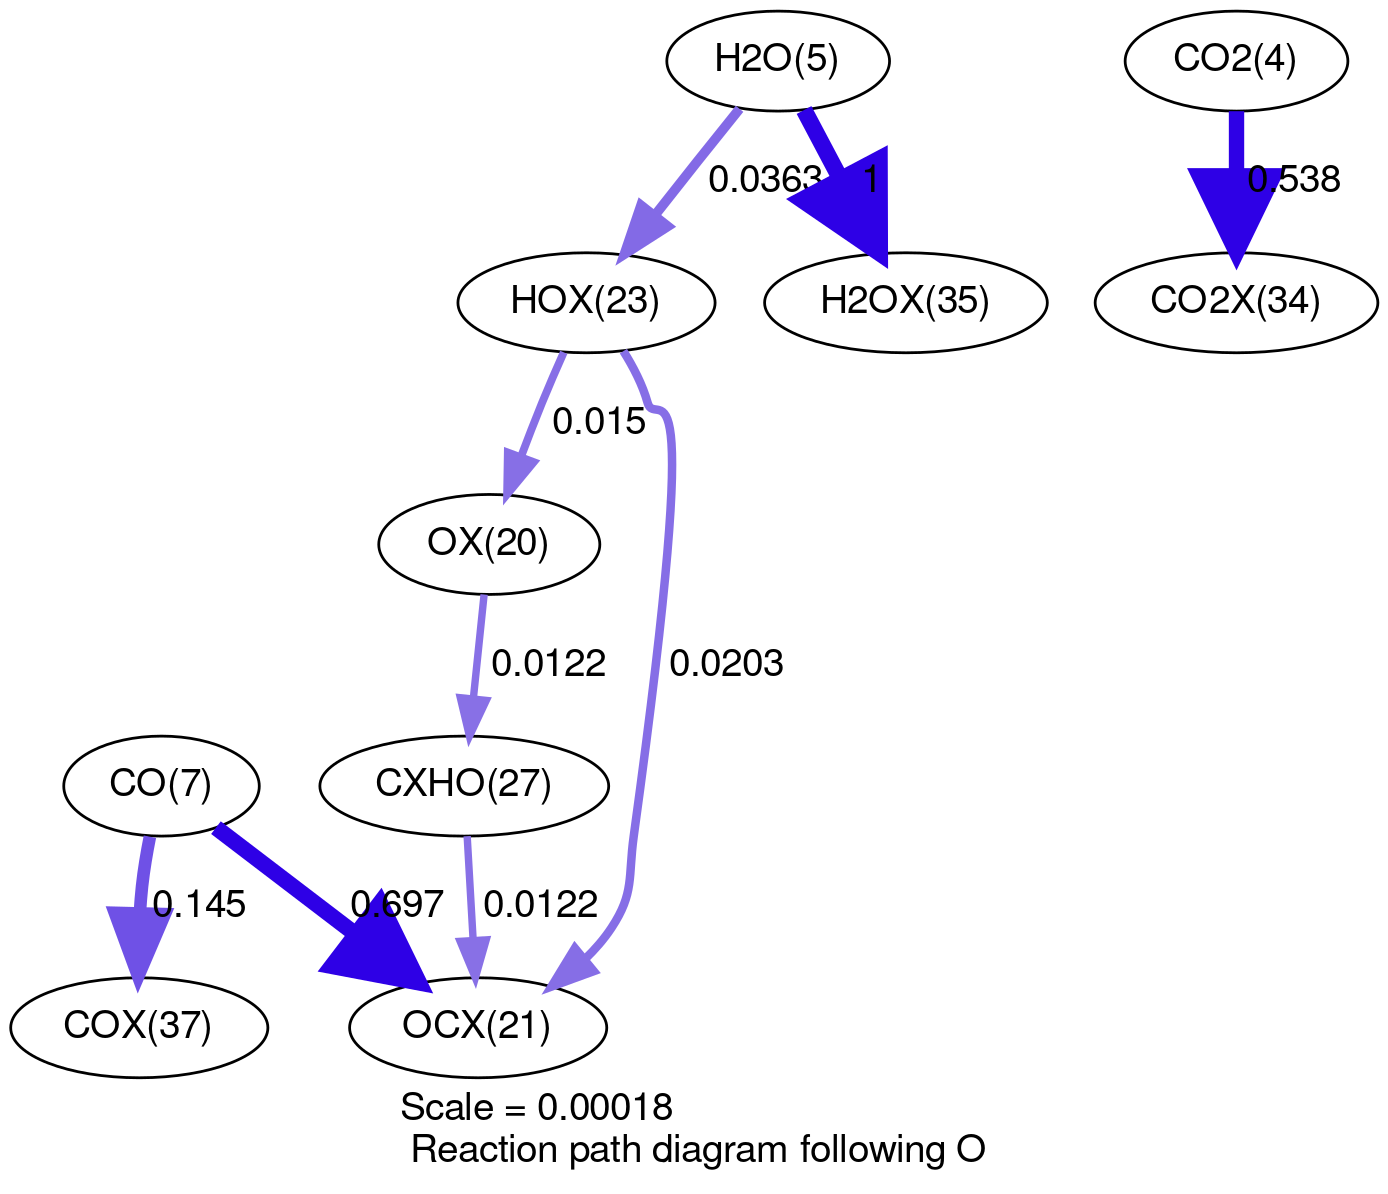 H2O(5)
CO2(4)
0.0363
1
0.538
HOX(23)
H2OX(35)
CO2X(34)
0.015
OX(20)
0.0122
0.0203
CO(7)
CXHO(27)
0.145
0.697
0.0122
COX(37)
OCX(21)
Scale = 0.00018
Reaction path diagram following O